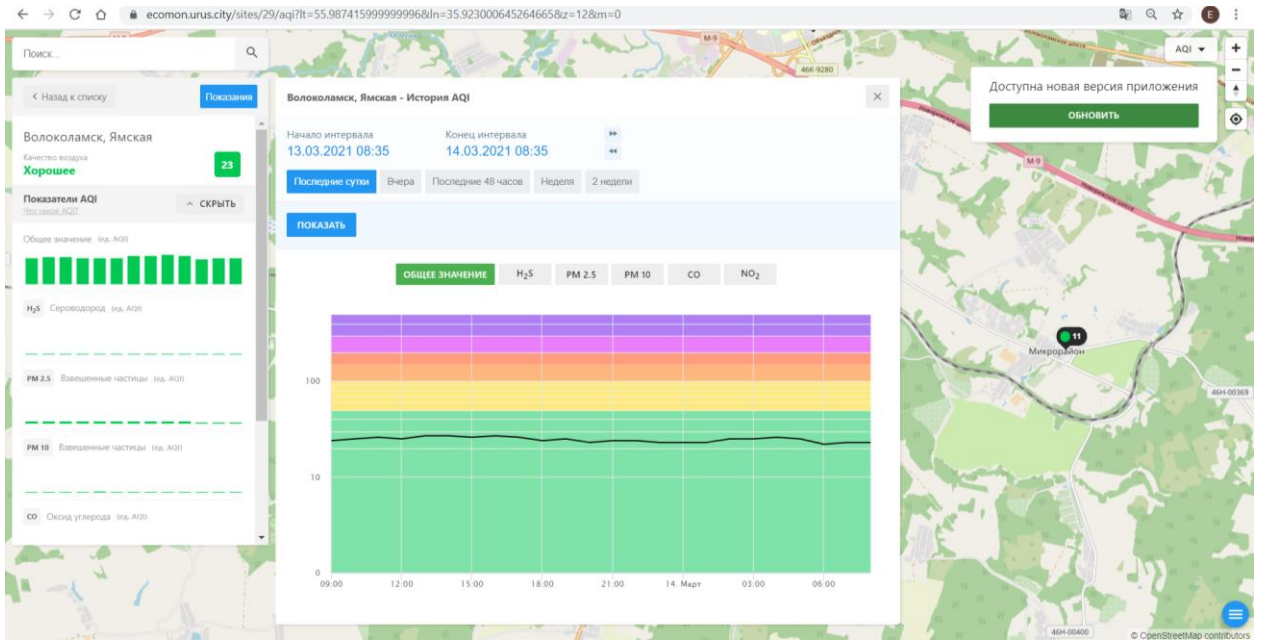 ecomon.urus.city/sites/29/aqi?lt=55.987415999999996&ln=35.923000645264665&z=12&m=0
E
Поиск...
Назад к списку
Показания
Волоколамск, Ямская
Качество воздуха
Хорошее
23
Показатели AQI
Что такое AQI?
СКРЫТЬ
Общее значение (ед. AQI)
H₂S Сероводород (ед. AQI)
PM 2.5 Взвешенные частицы (ед. AQI)
PM 10 Взвешенные частицы (ед. AQI)
CO Оксид углерода (ед. AQI)
Волоколамск, Ямская - История AQI
Начало интервала
13.03.2021 08:35
Конец интервала
14.03.2021 08:35
Последние сутки Вчера Последние 48 часов Неделя 2 недели
ПОКАЗАТЬ
ОБЩЕЕ ЗНАЧЕНИЕ H₂S PM 2.5 PM 10 CO NO₂
100
10
0
09:00 12:00 15:00 18:00 21:00 14. Март 03:00 06:00
AQI
Доступна новая версия приложения
ОБНОВИТЬ
М-9
46К-9280
М-9
11
Микрорайон
46Н-00369
46Н-00400
© OpenStreetMap contributors